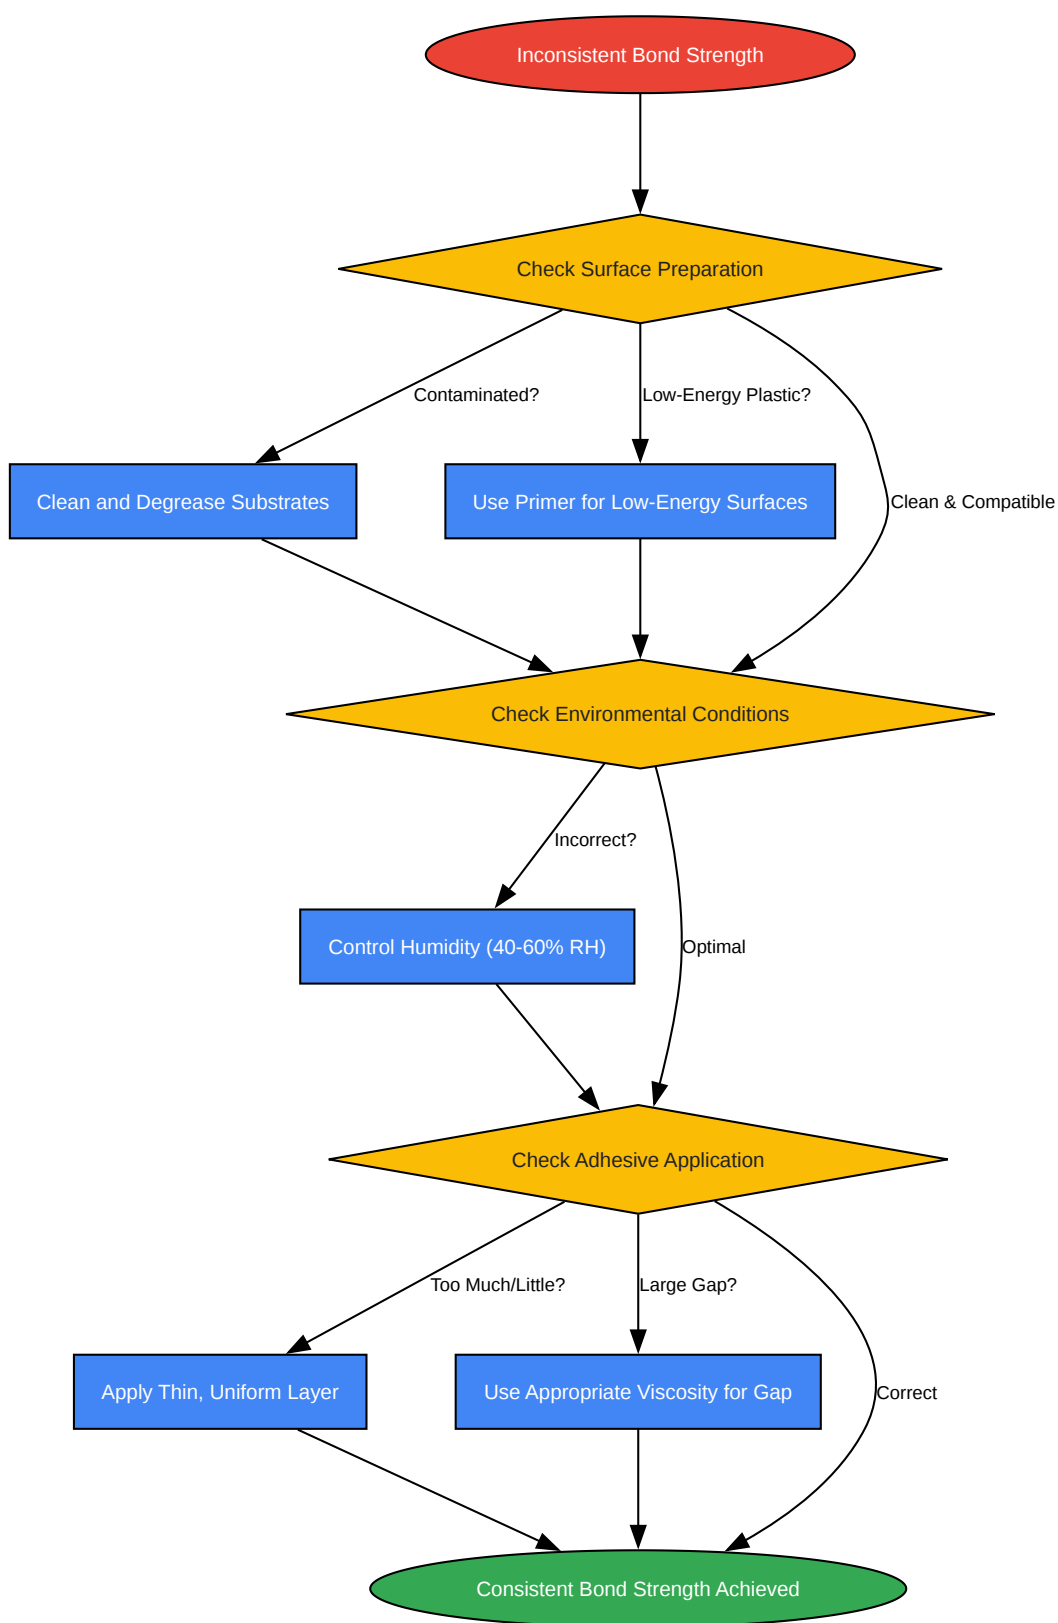 Inconsistent Bond Strength
Check Surface Preparation
Contaminated?
Low-Energy Plastic?
Clean and Degrease Substrates
Use Primer for Low-Energy Surfaces
Clean & Compatible
Check Environmental Conditions
Incorrect?
Control Humidity (40-60% RH)
Optimal
Check Adhesive Application
Too Much/Little?
Large Gap?
Apply Thin, Uniform Layer
Use Appropriate Viscosity for Gap
Correct
Consistent Bond Strength Achieved